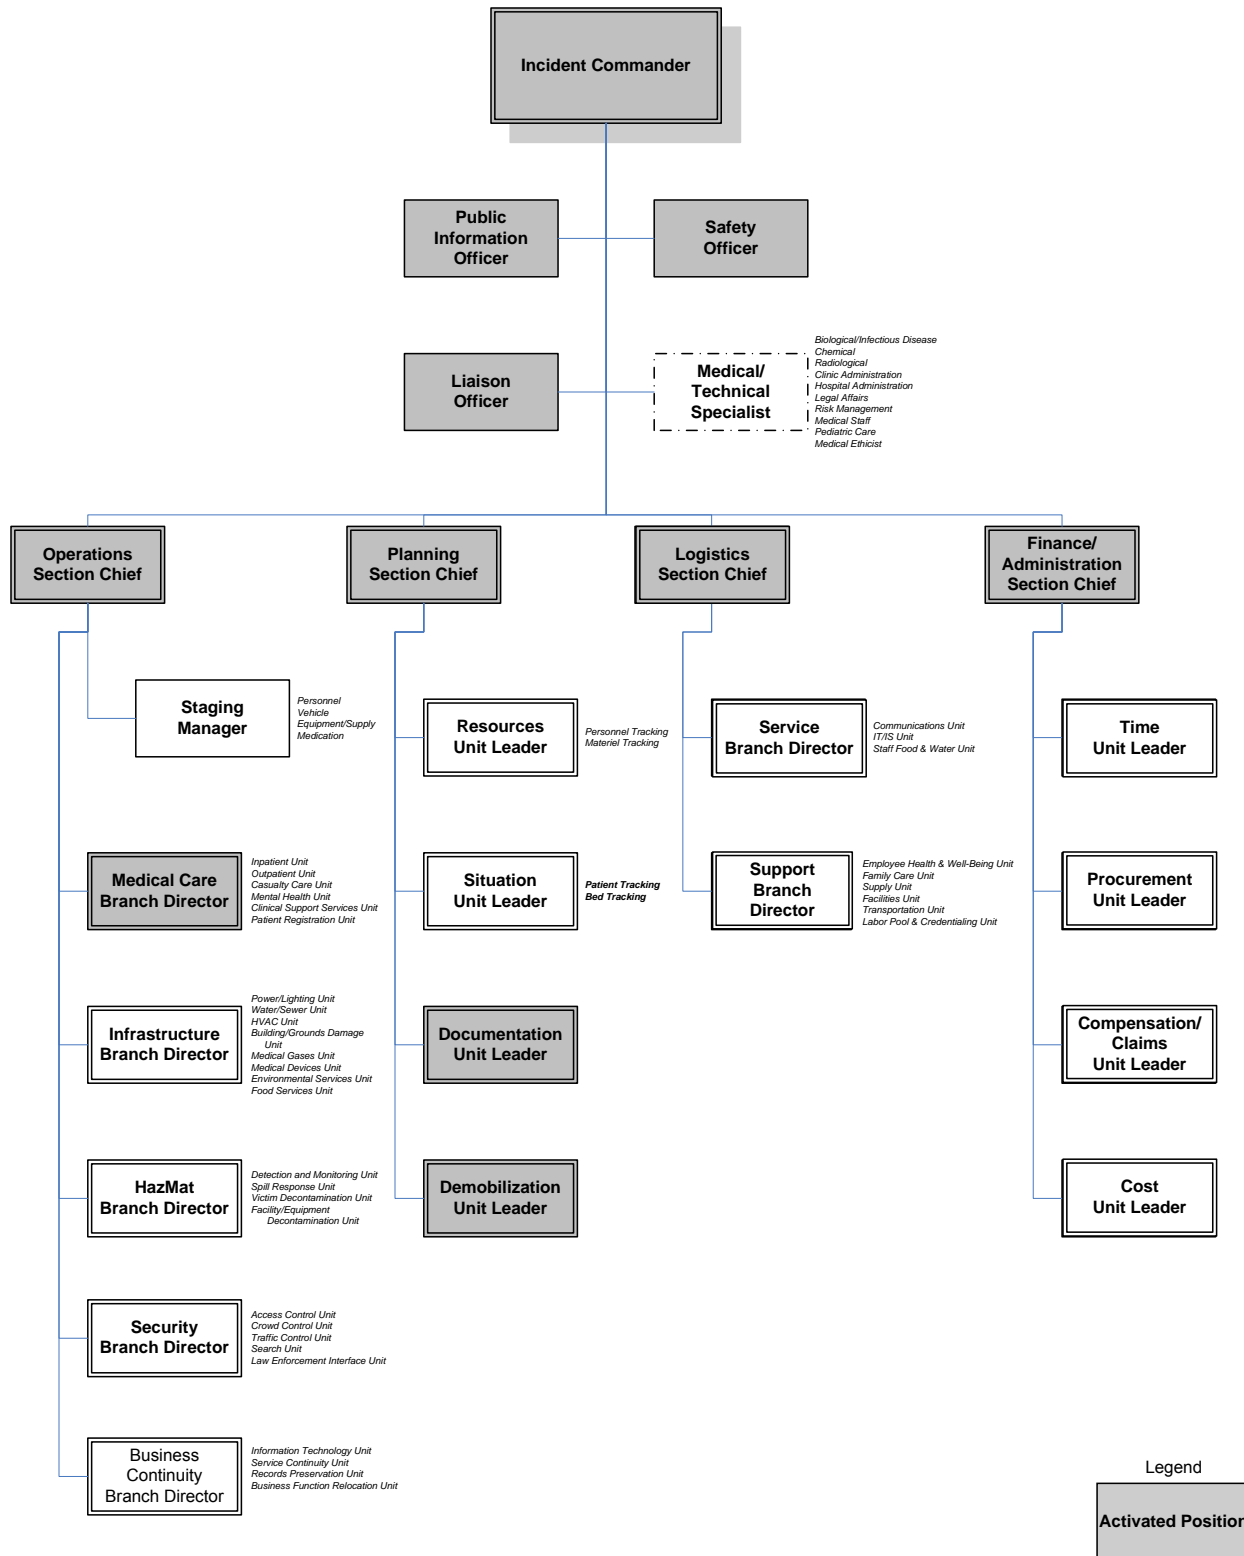 Incident Commander
Public
Information
Officer
Safety
Officer
Liaison
Officer
Medical/
Technical
Specialist
Biological/Infectious Disease
Chemical
Radiological
Clinic Administration
Hospital Administration
Legal Affairs
Risk Management
Medical Staff
Pediatric Care
Medical Ethicist
Operations
Section Chief
Planning
Section Chief
Logistics
Section Chief
Finance/
Administration
Section Chief
Staging
Manager
Personnel
Vehicle
Equipment/Supply
Medication
Resources
Unit Leader
Personnel Tracking
Materiel Tracking
Service
Branch Director
Communications Unit
IT/IS Unit
Staff Food & Water Unit
Time
Unit Leader
Medical Care
Branch Director
Inpatient Unit
Outpatient Unit
Casualty Care Unit
Mental Health Unit
Clinical Support Services Unit
Patient Registration Unit
Situation
Unit Leader
Patient Tracking
Bed Tracking
Support
Branch
Director
Employee Health & Well-Being Unit
Family Care Unit
Supply Unit
Facilities Unit
Transportation Unit
Labor Pool & Credentialing Unit
Procurement
Unit Leader
Infrastructure
Branch Director
Power/Lighting Unit
Water/Sewer Unit
HVAC Unit
Building/Grounds Damage
Unit
Medical Gases Unit
Medical Devices Unit
Environmental Services Unit
Food Services Unit
Documentation
Unit Leader
Compensation/
Claims
Unit Leader
HazMat
Branch Director
Detection and Monitoring Unit
Spill Response Unit
Victim Decontamination Unit
Facility/Equipment
Decontamination Unit
Demobilization
Unit Leader
Cost
Unit Leader
Security
Branch Director
Access Control Unit
Crowd Control Unit
Traffic Control Unit
Search Unit
Law Enforcement Interface Unit
Business
Continuity
Branch Director
Information Technology Unit
Service Continuity Unit
Records Preservation Unit
Business Function Relocation Unit
Legend
Activated Position